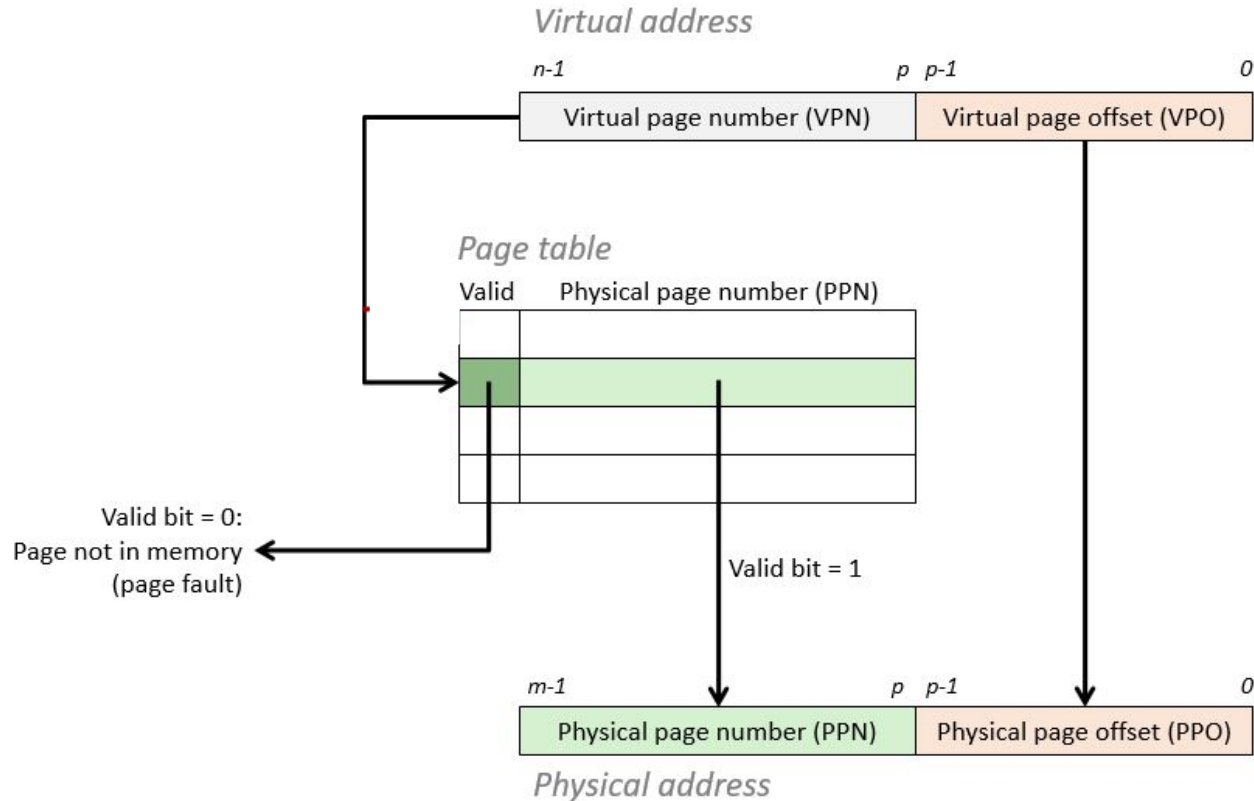 Virtual address
n-1 p p-1 0
Virtual page number (VPN) Virtual page offset (VPO)
Page table
Valid Physical page number (PPN)
Valid bit = 0:
Page not in memory
(page fault)
Valid bit = 1
m-1 p p-1 0
Physical page number (PPN) Physical page offset (PPO)
Physical address